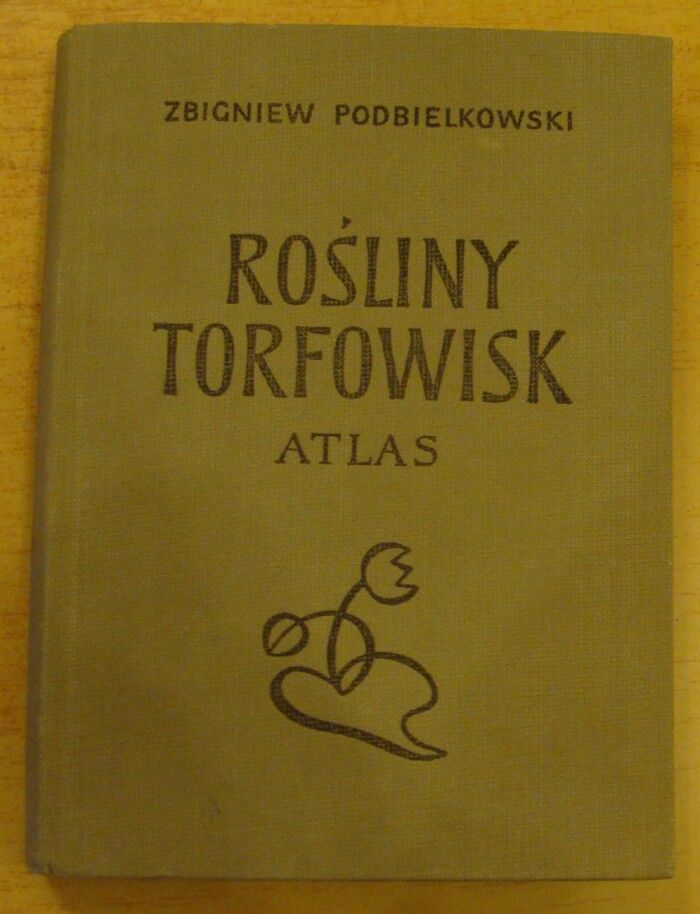 ZBIGNIEW PODBIELKOWSKI
ROŚLINY
TORFOWISK
ATLAS